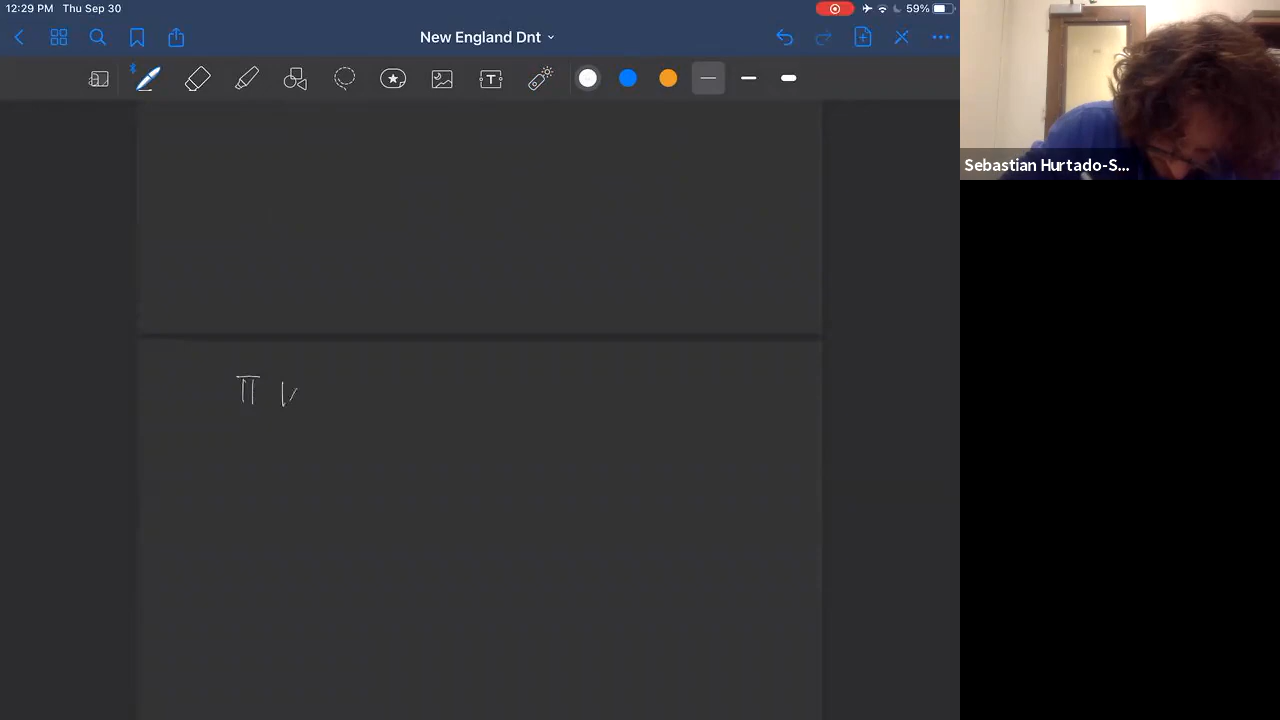 12:29 PM Thu Sep 30
59%
New England Dnt
T
Sebastian Hurtado-S...
π